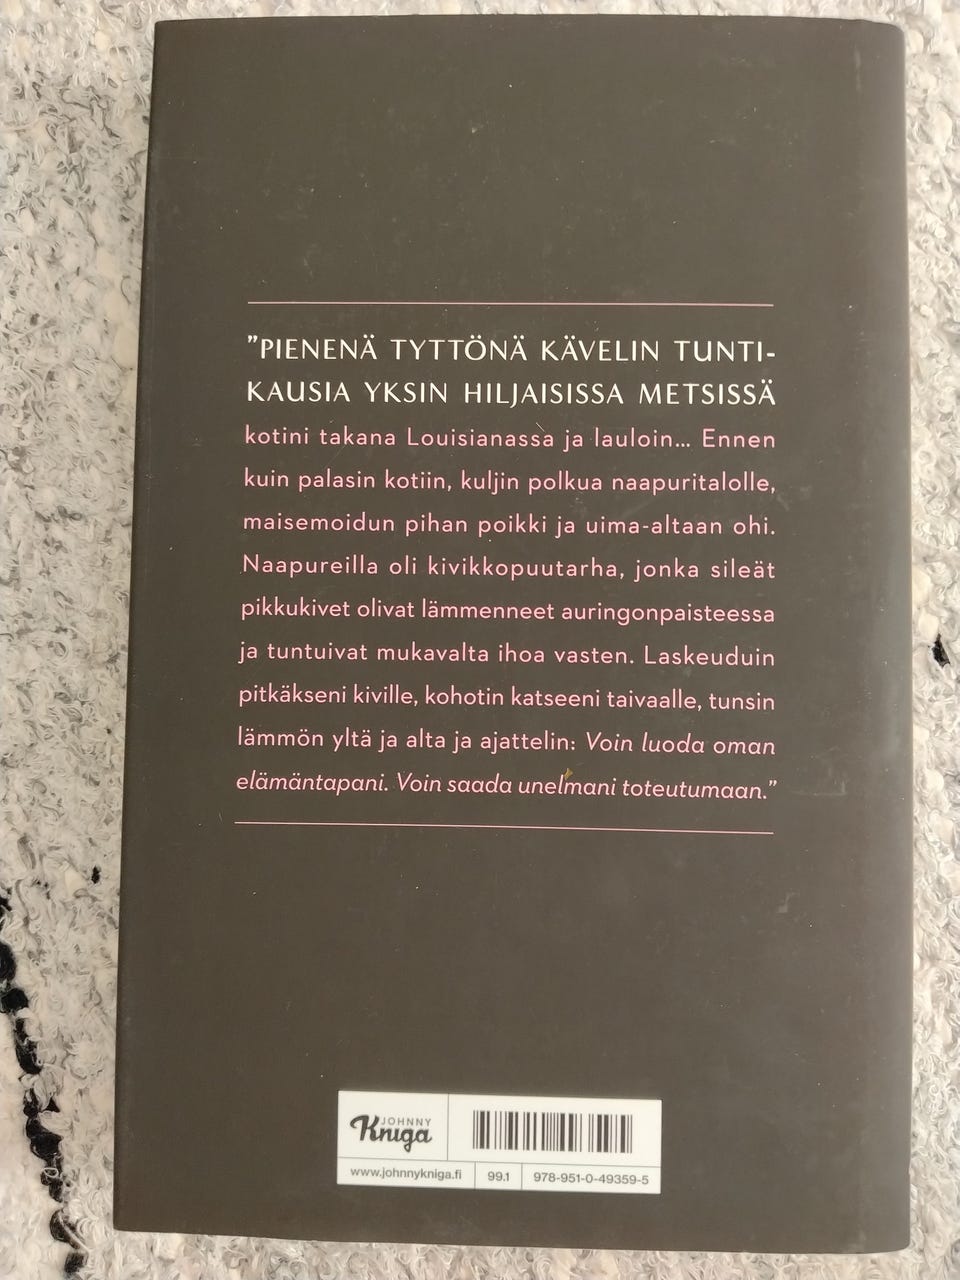 ”PIENENÄ TYTTÖNÄ KÄVELIN TUNTI-
KAUSIA YKSIN HILJAISISSA METSISSÄ
kotini takana Louisianassa ja lauloin... Ennen
kuin palasin kotiin, kuljin polkua naapuritalolle,
maisemoidun pihan poikki ja uima-altaan ohi.
Naapureilla oli kivikkopuutarha, jonka sileät
pikkukivet olivat lämmenneet auringonpaisteessa
ja tuntuivat mukavalta ihoa vasten. Laskeuduin
pitkäkseni kiville, kohotin katseeni taivaalle, tunsin
lämmön yltä ja alta ja ajattelin: Voin luoda oman
elämäntapani. Voin saada unelmani toteutumaan.”
JOHNNY
Kniga
www.johnnykniga.fi 99.1 978-951-0-49359-5